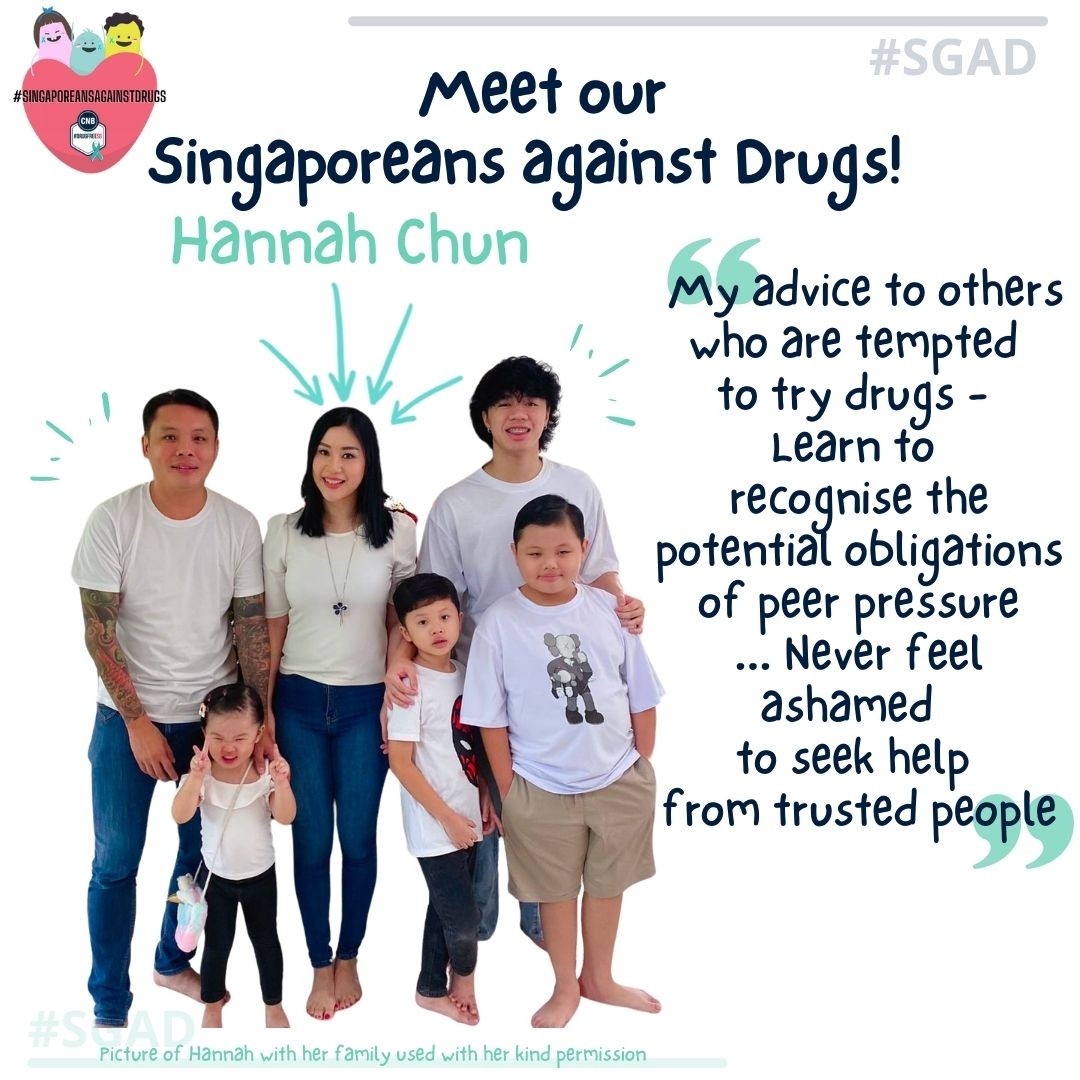 #SINGAPOREANSAGAINSTDRUGS
CNB
#DRUGFREESG
#SGAD
Meet our
Singaporeans against Drugs!
Hannah Chun
“My advice to others
who are tempted
to try drugs -
Learn to
recognise the
potential obligations
of peer pressure
... Never feel
ashamed
to seek help
from trusted people”
#SGAD
Picture of Hannah with her family used with her kind permission